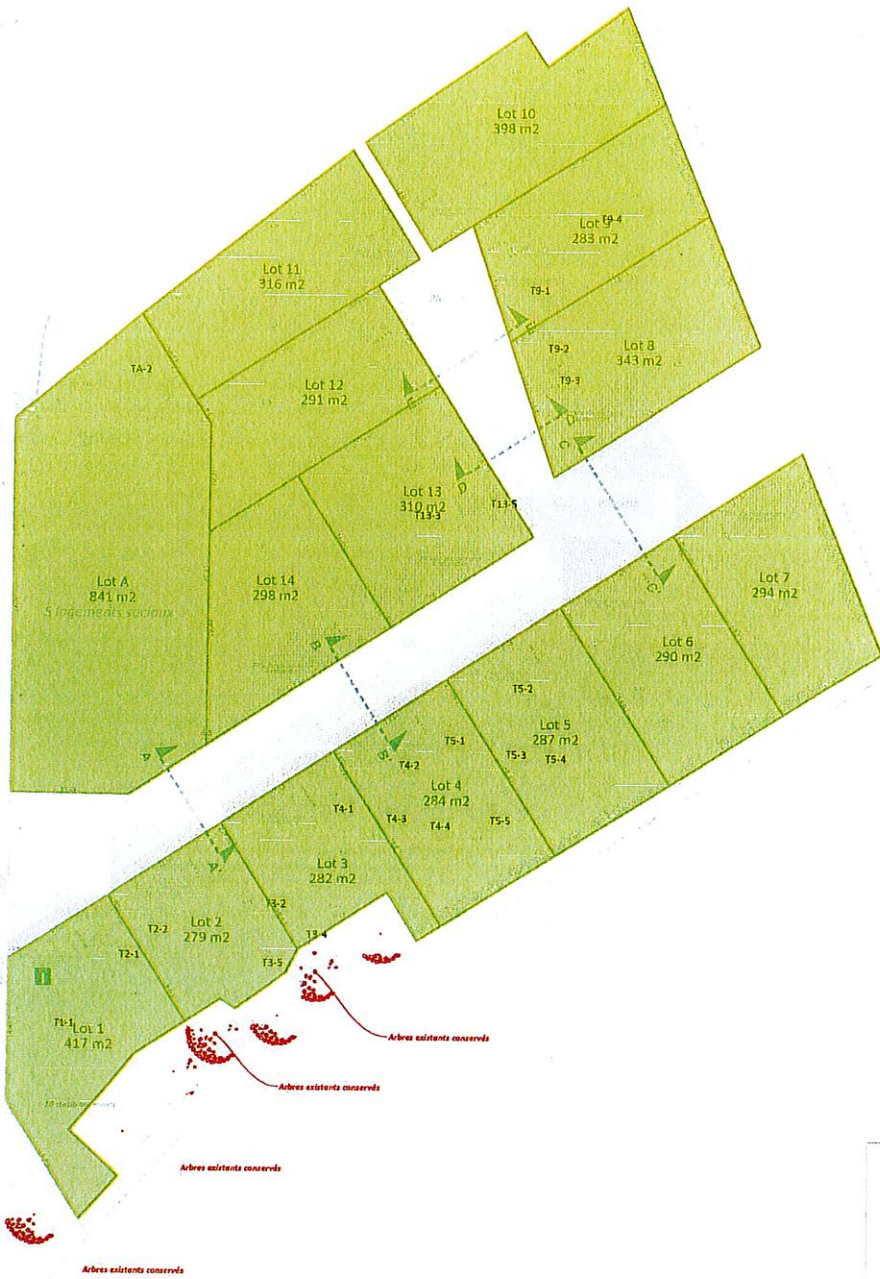 Lot 10
398 m2
Lot 9
T9-4
283 m2
Lot 11
316 m2
T9-1
TA-2
T9-2
Lot 8
343 m2
T9-3
Lot 12
291 m2
E
E'
D'
C
Lot 13
310 m2
T13-3
T13-5
D
Lot A
841 m2
5 logements sociaux
Lot 14
298 m2
C'
Lot 7
294 m2
B
Lot 6
290 m2
T5-2
Lot 5
287 m2
T5-1
T5-3
T5-4
B'
A
T4-2
Lot 4
284 m2
T4-1
T4-3
T4-4
T5-5
A'
Lot 3
282 m2
T3-2
T3-4
Lot 2
279 m2
T2-2
T2-1
T3-5
T1-1
Lot 1
417 m2
Arbres existants conservés
Arbres existants conservés
Arbres existants conservés
Arbres existants conservés